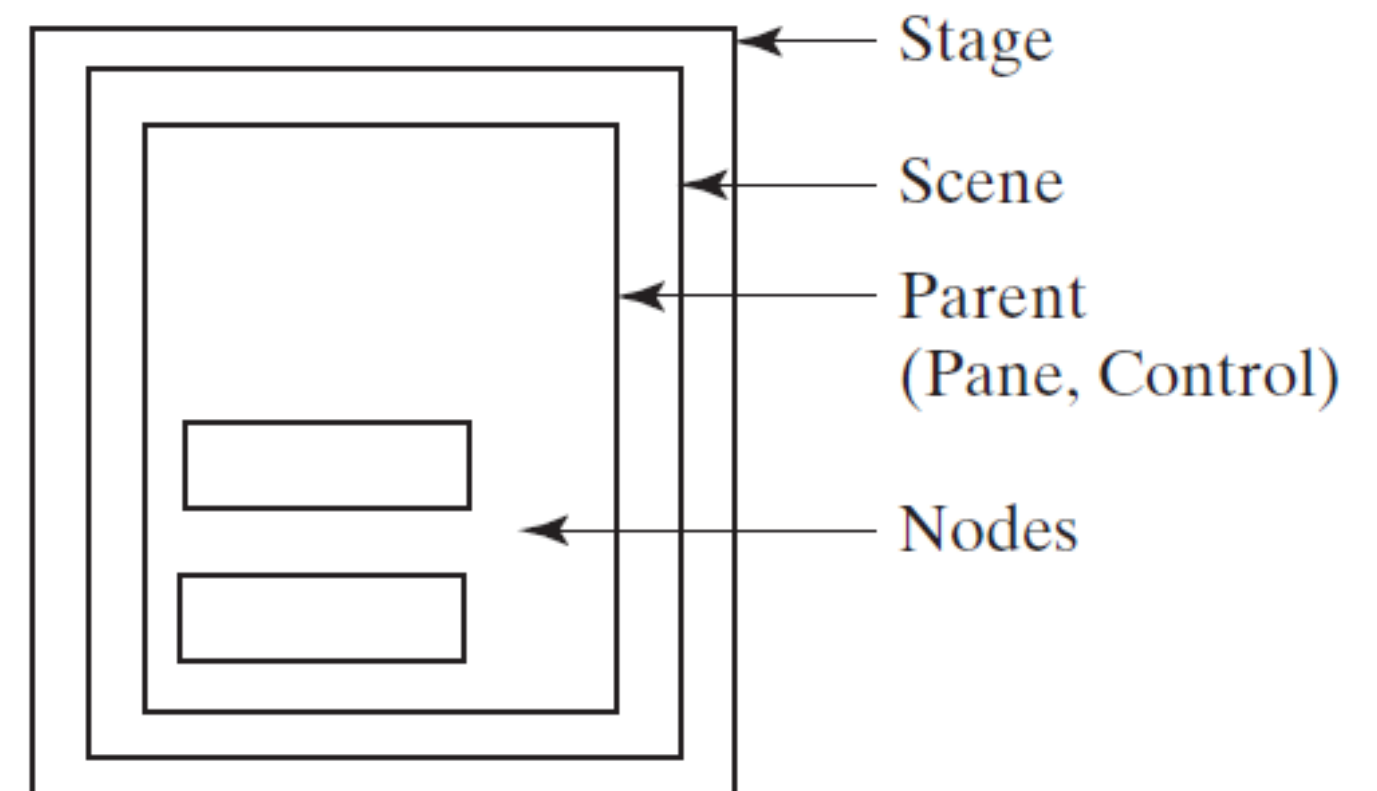 Stage
Scene
Parent
(Pane, Control)
Nodes